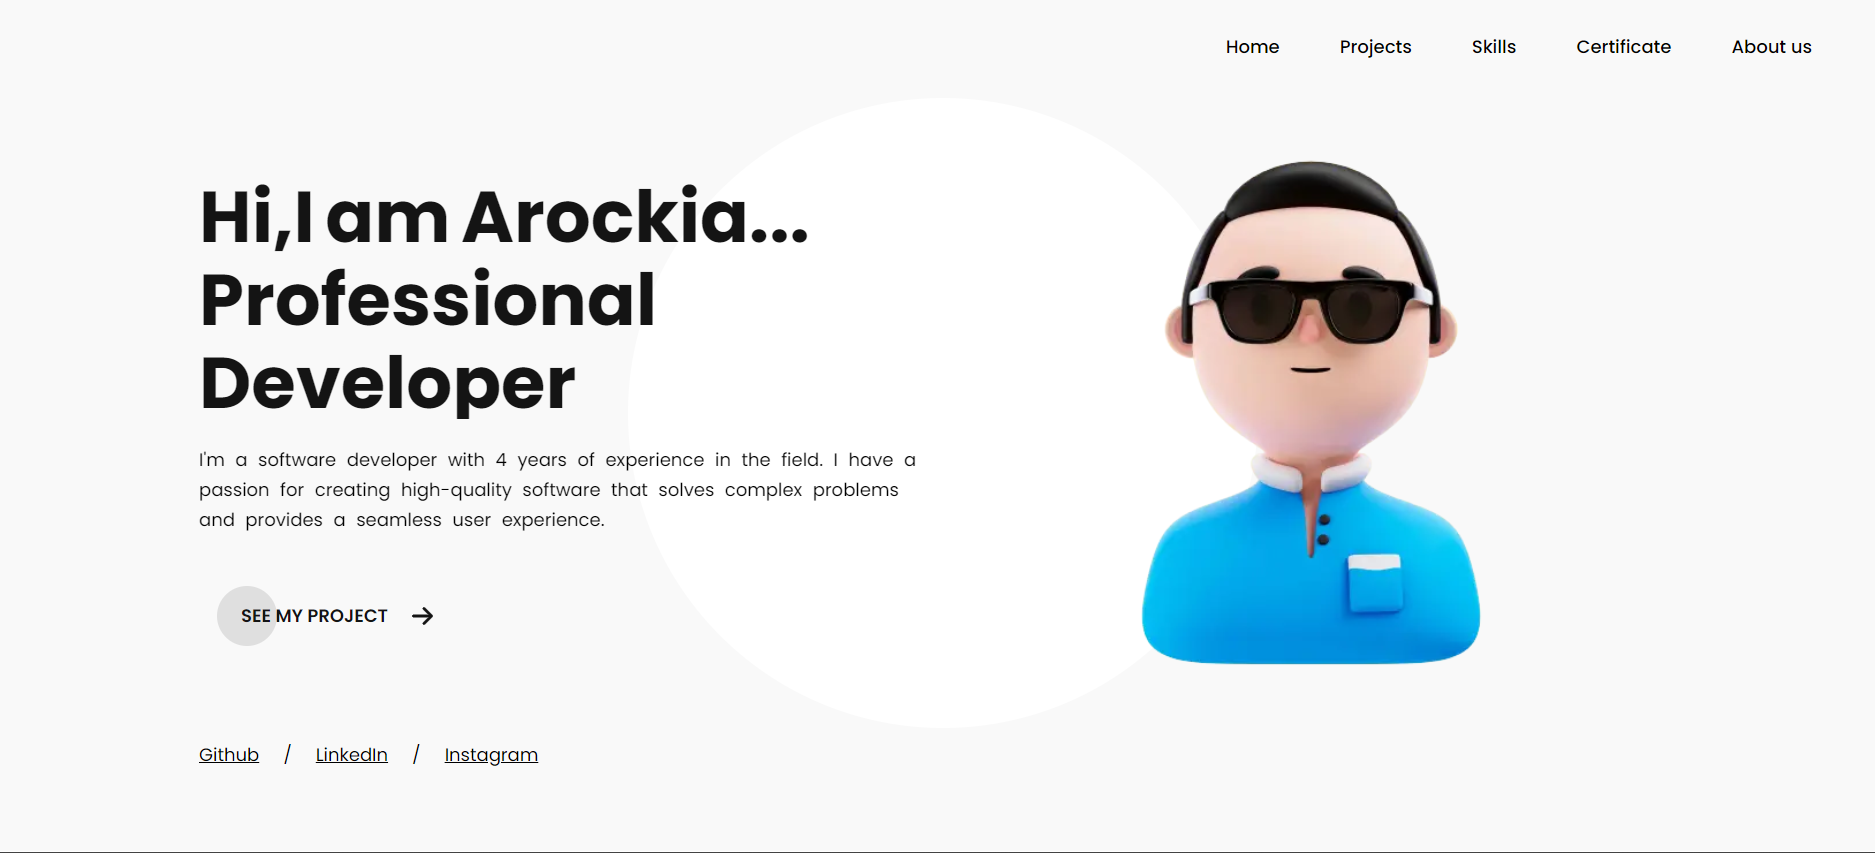 Home Projects Skills Certificate About us
Hi,I am Arockia...
Professional
Developer
I'm a software developer with 4 years of experience in the field. I have a
passion for creating high-quality software that solves complex problems
and provides a seamless user experience.
SEE MY PROJECT
Github / LinkedIn / Instagram